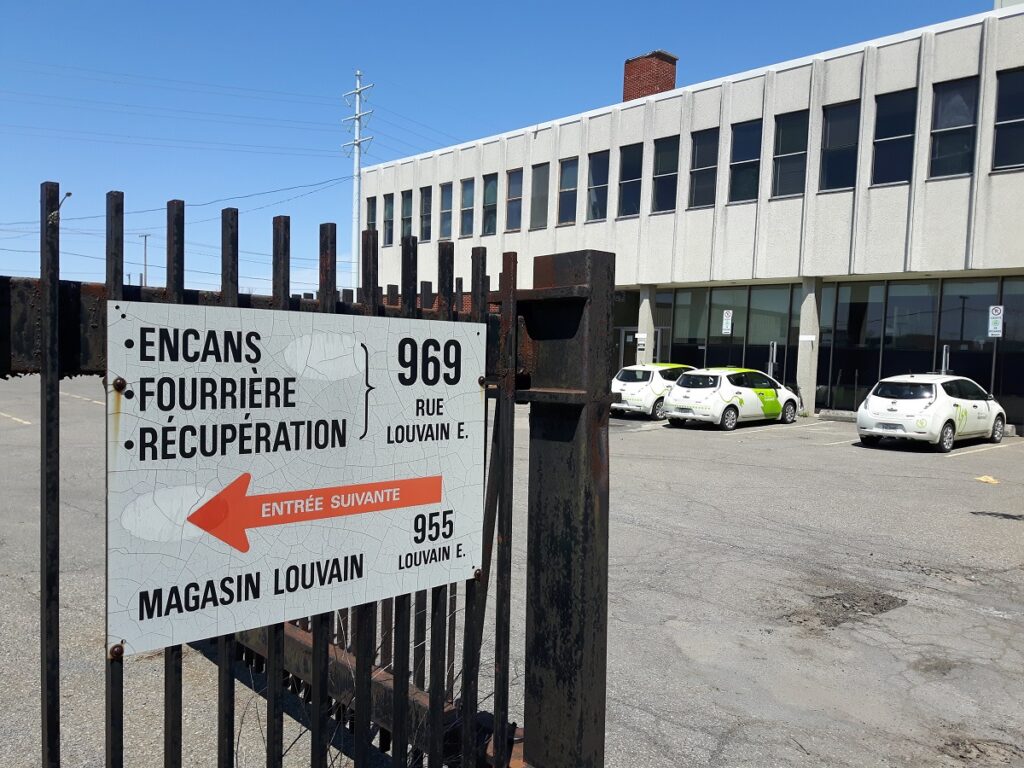 •ENCANS
•FOURRIÈRE
•RÉCUPÉRATION
969
RUE
LOUVAIN E.
ENTRÉE SUIVANTE
955
LOUVAIN E.
MAGASIN LOUVAIN